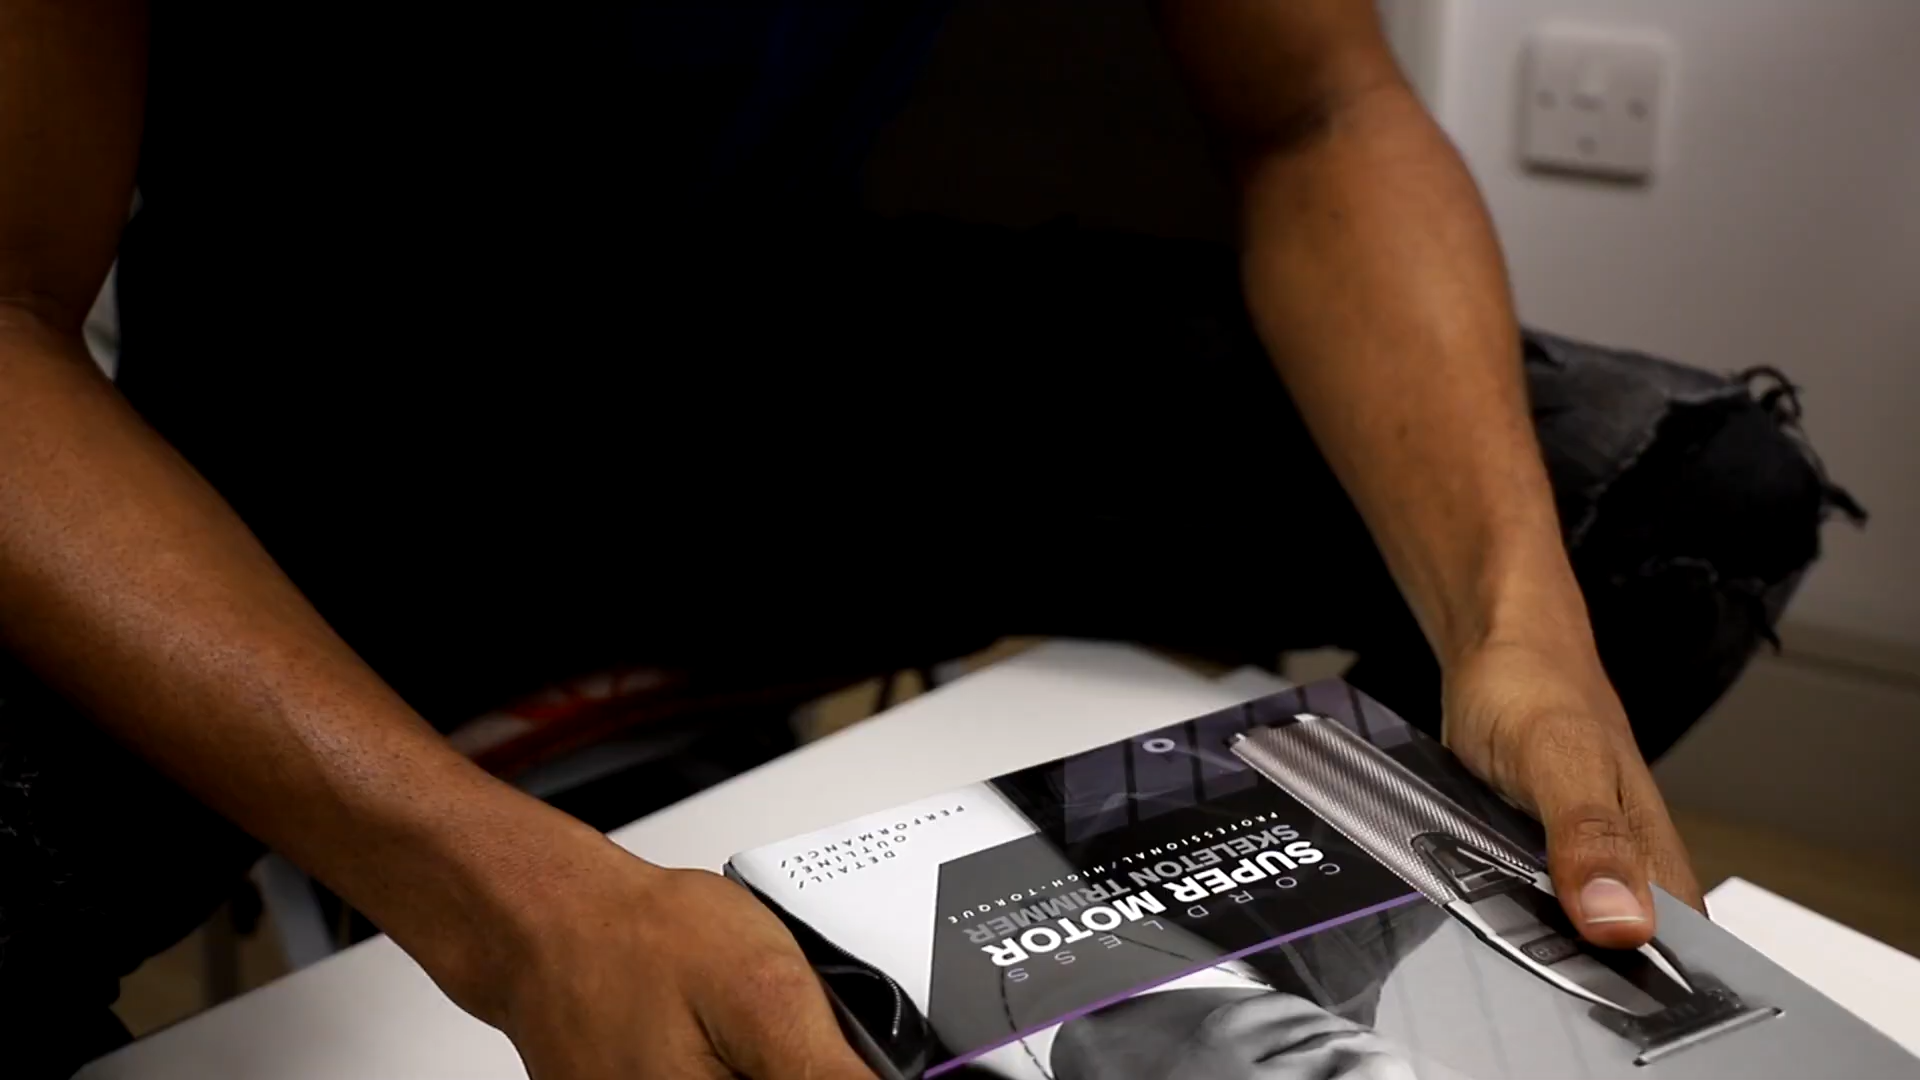 CORDLESS
SUPER MOTOR
SKELETON TRIMMER
PROFESSIONAL/HIGH-TORQUE
DETAIL/
OUTLINE/
PERFORMANCE/